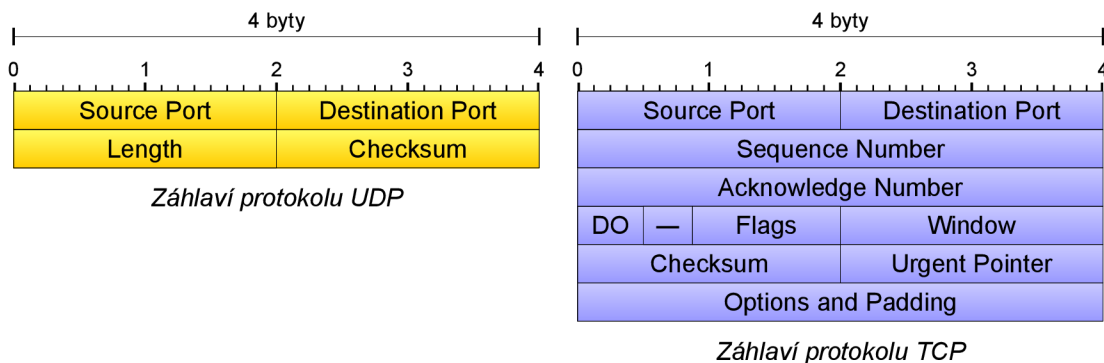 4 byty
0 1 2 3 4
Source Port Destination Port
Length Checksum
Záhlaví protokolu UDP
4 byty
0 1 2 3 4
Source Port Destination Port
Sequence Number
Acknowledge Number
DO — Flags Window
Checksum Urgent Pointer
Options and Padding
Záhlaví protokolu TCP